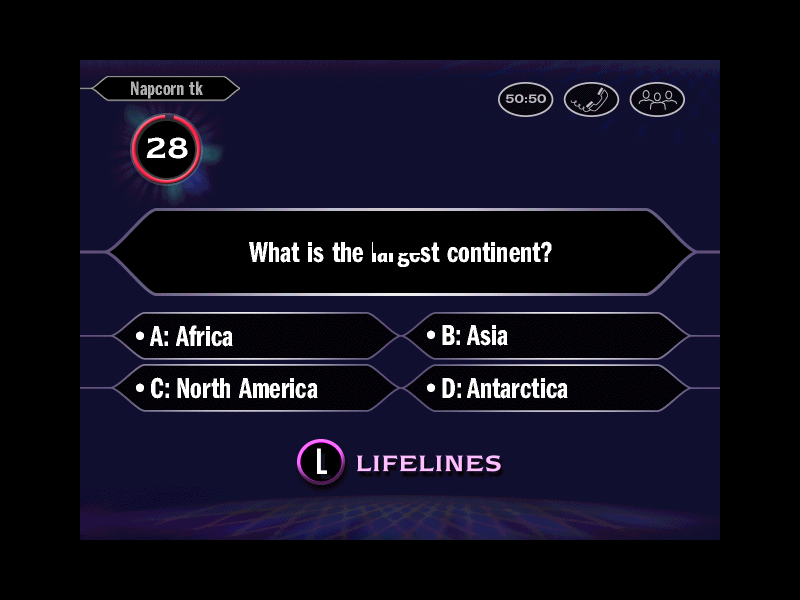 Napcorn tk
50:50
28
What is the largest continent?
• A: Africa
• B: Asia
• C: North America
• D: Antarctica
L LIFELINES